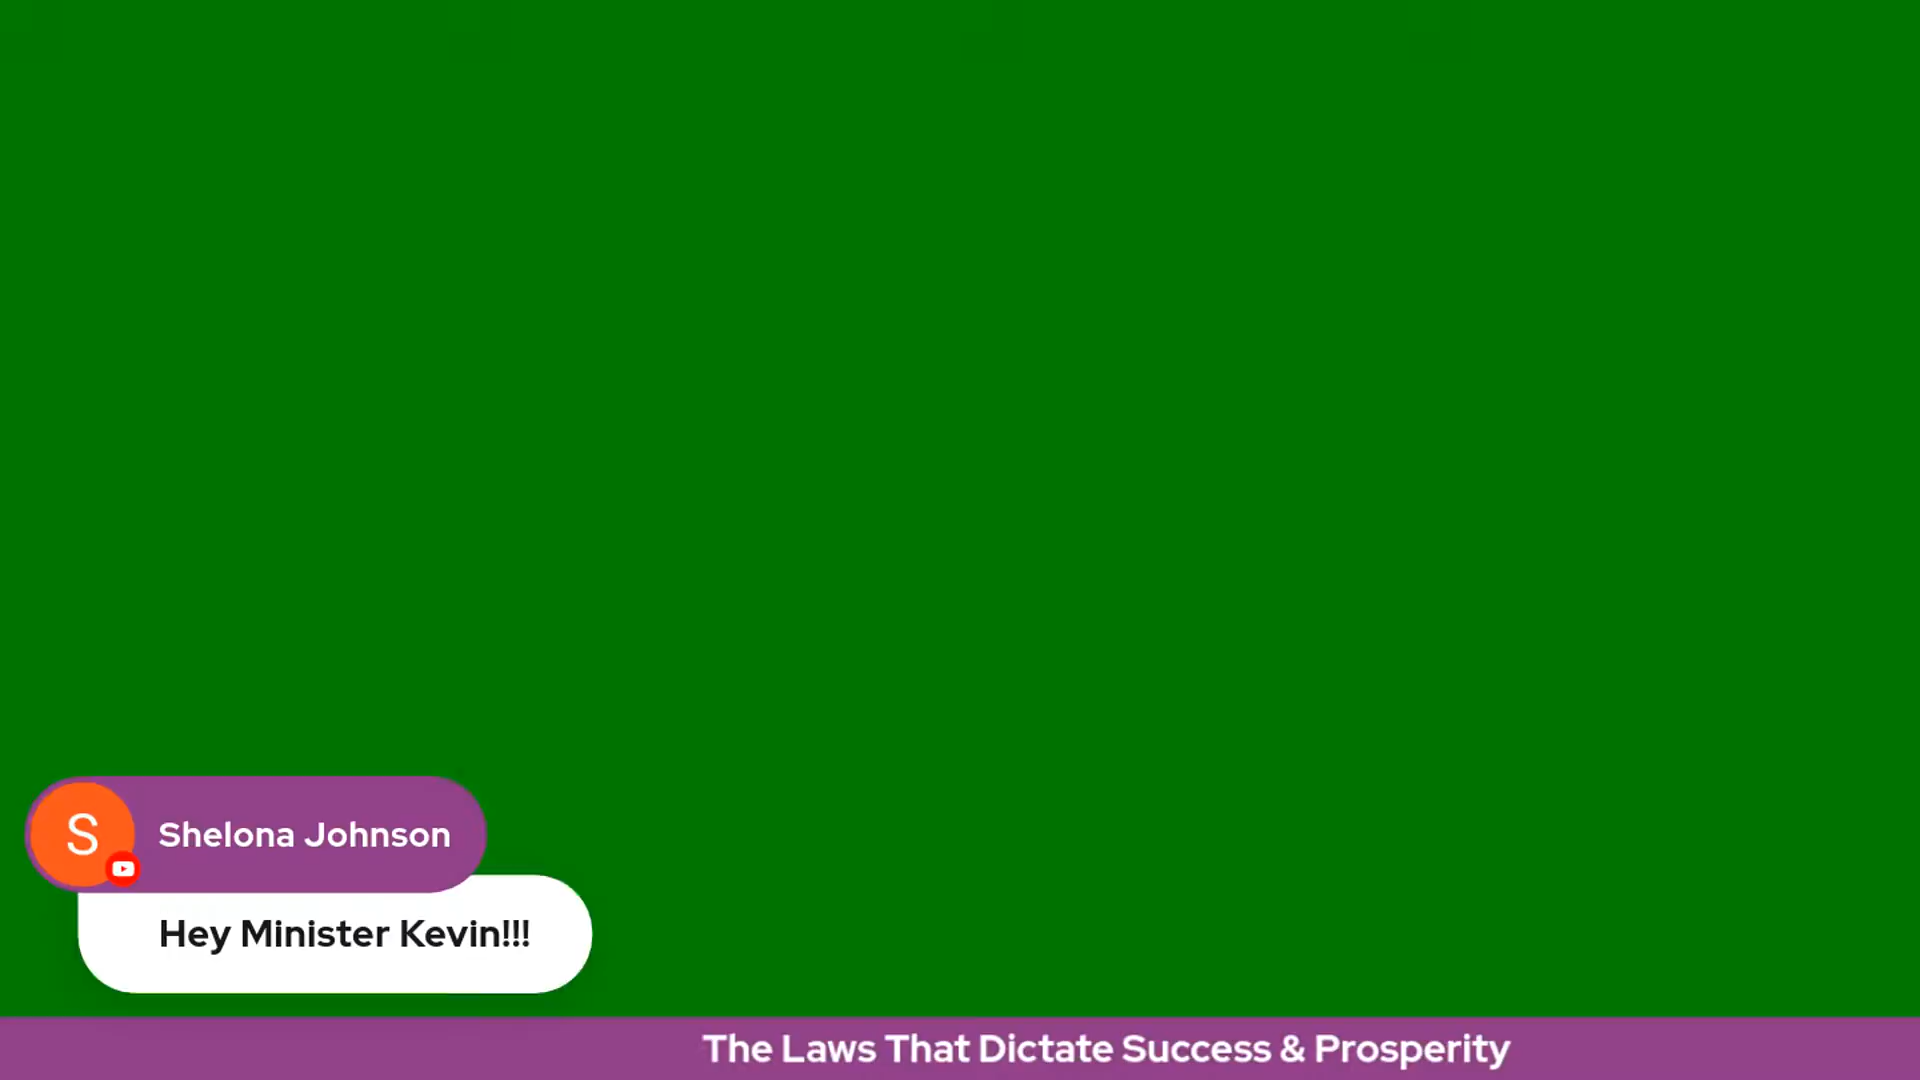 S
Shelona Johnson
Hey Minister Kevin!!!
The Laws That Dictate Success & Prosperity